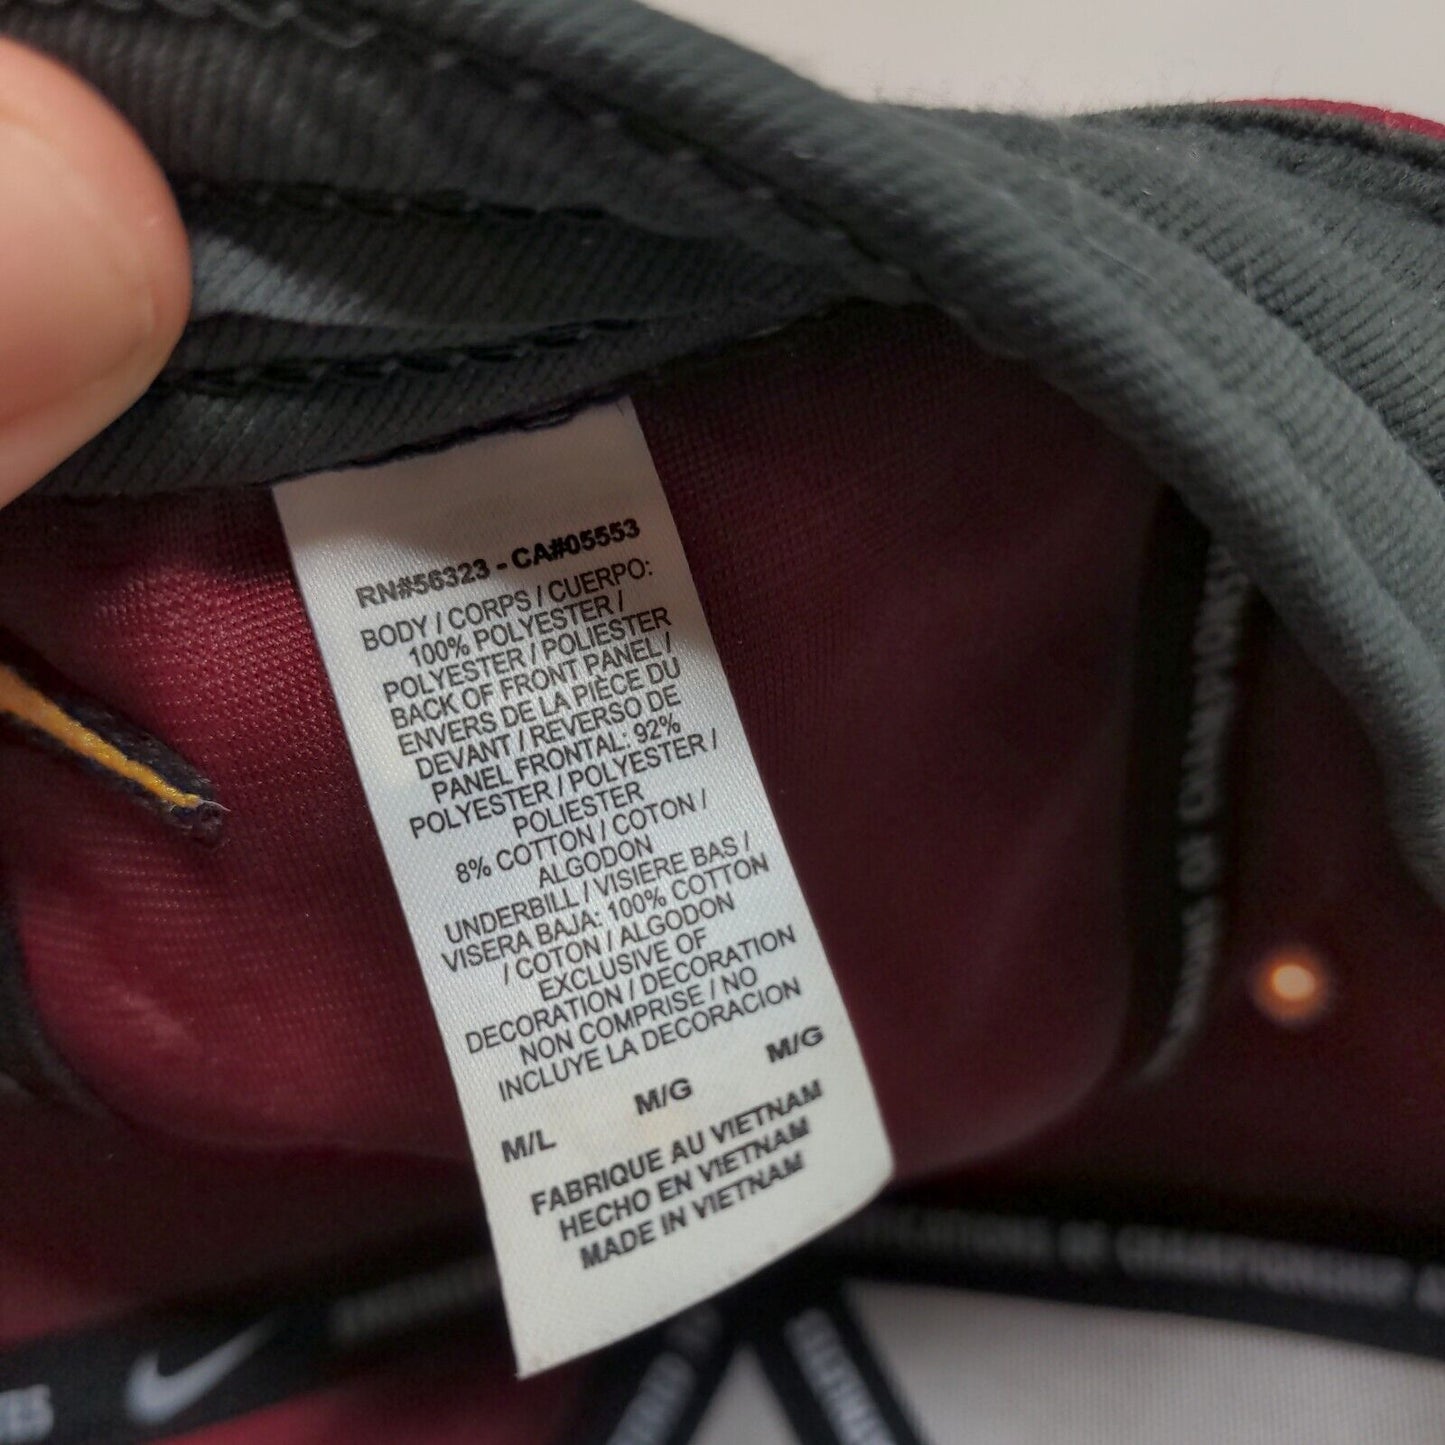 RN#56323 - CA#05553
BODY / CORPS / CUERPO:
100% POLYESTER /
POLYESTER / POLIESTER
BACK OF FRONT PANEL /
ENVERS DE LA PIÈCE DU
DEVANT / REVERSO DE
PANEL FRONTAL: 92%
POLYESTER / POLYESTER /
POLIESTER
8% COTTON / COTON /
ALGODON
UNDERBILL / VISIERE BAS /
VISERA BAJA: 100% COTTON
/ COTON / ALGODON
EXCLUSIVE OF
DECORATION / DECORATION
NON COMPRISE / NO
INCLUYE LA DECORACION
M/L M/G M/G
FABRIQUE AU VIETNAM
HECHO EN VIETNAM
MADE IN VIETNAM
OF CHAMPIONS